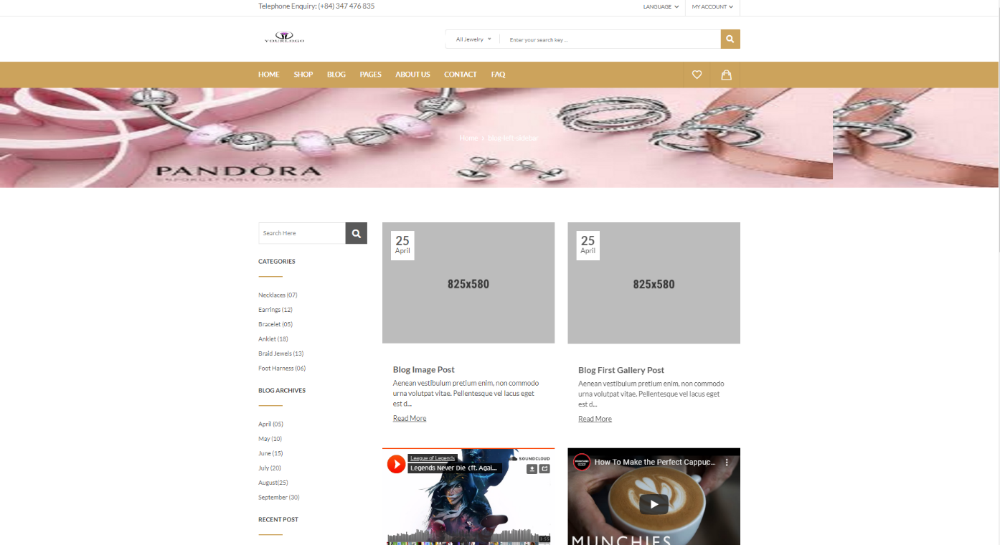 Telephone Enquiry: (+84) 347 476 835
LANGUAGE
MY ACCOUNT
YOURLOGO
All Jewelry
Enter your search key ...
HOME
SHOP
BLOG
PAGES
ABOUT US
CONTACT
FAQ
Home > blog-left-sidebar
PANDORA
UNFORGETTABLE MOMENTS
Search Here
CATEGORIES
Necklaces (07)
Earrings (12)
Bracelet (05)
Anklet (18)
Braid Jewels (13)
Foot Harness (06)
BLOG ARCHIVES
April (05)
May (10)
June (15)
July (20)
August(25)
September (30)
RECENT POST
25
April
825x580
Blog Image Post
Aenean vestibulum pretium enim, non commodo
urna volutpat vitae. Pellentesque vel lacus eget
est d...
Read More
25
April
825x580
Blog First Gallery Post
Aenean vestibulum pretium enim, non commodo
urna volutpat vitae. Pellentesque vel lacus eget
est d...
Read More
League of Legends
SOUNDCLOUD
Legends Never Die (ft. Agai...
How To Make the Perfect Cappuc...
MUNCHIES